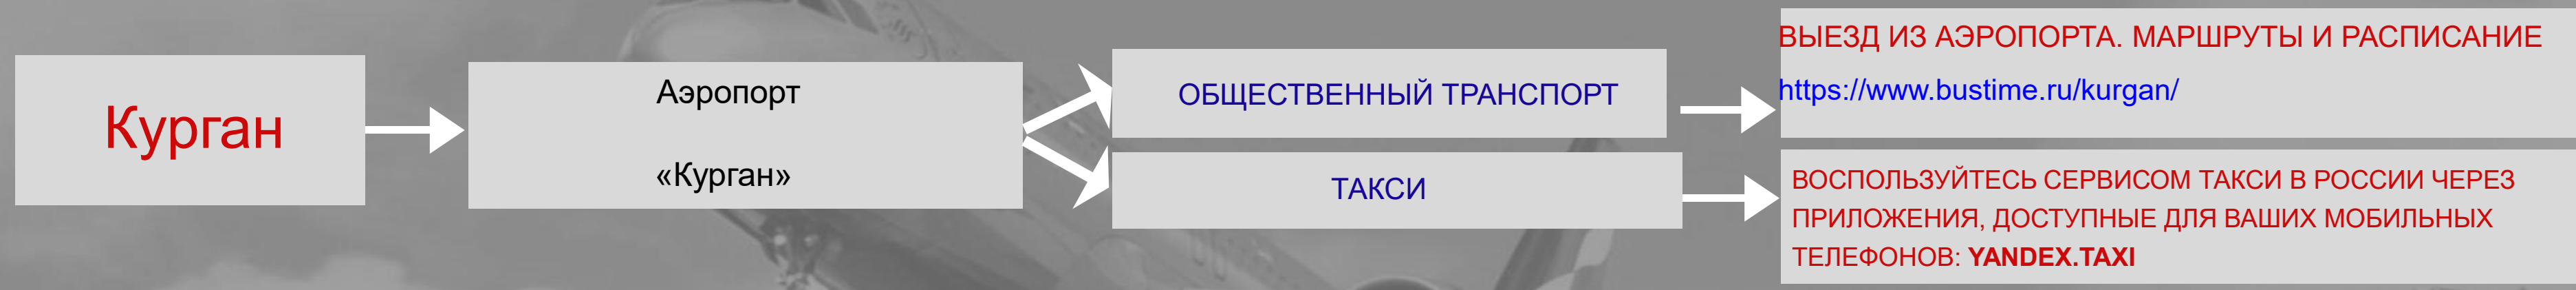 Курган
Аэропорт
«Курган»
ОБЩЕСТВЕННЫЙ ТРАНСПОРТ
ТАКСИ
ВЫЕЗД ИЗ АЭРОПОРТА. МАРШРУТЫ И РАСПИСАНИЕ
https://www.bustime.ru/kurgan/
ВОСПОЛЬЗУЙТЕСЬ СЕРВИСОМ ТАКСИ В РОССИИ ЧЕРЕЗ
ПРИЛОЖЕНИЯ, ДОСТУПНЫЕ ДЛЯ ВАШИХ МОБИЛЬНЫХ
ТЕЛЕФОНОВ: YANDEX.TAXI